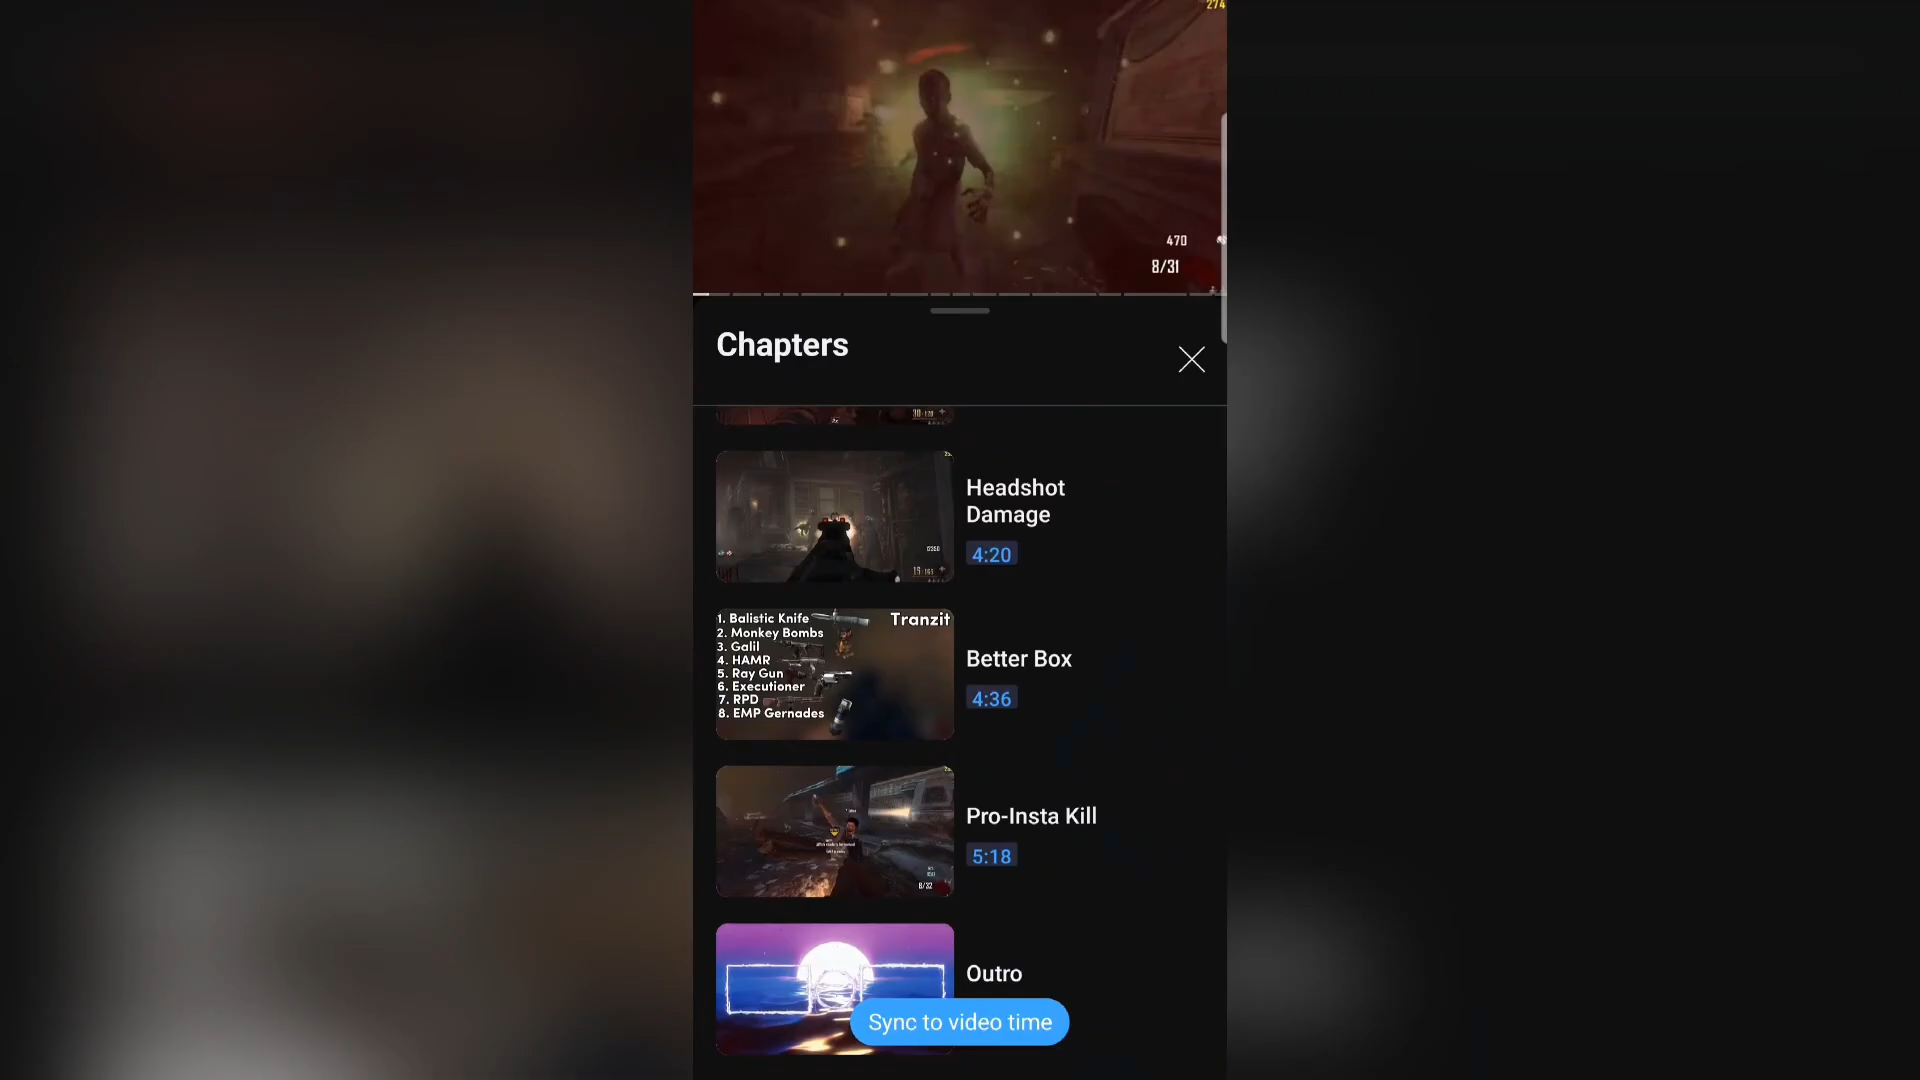 274
470
8/31
Chapters
Headshot
Damage
4:20
1. Balistic Knife
Tranzit
2. Monkey Bombs
3. Galil
4. HAMR
5. Ray Gun
6. Executioner
7. RPD
8. EMP Gernades
Better Box
4:36
8/32
Pro-Insta Kill
5:18
Outro
Sync to video time